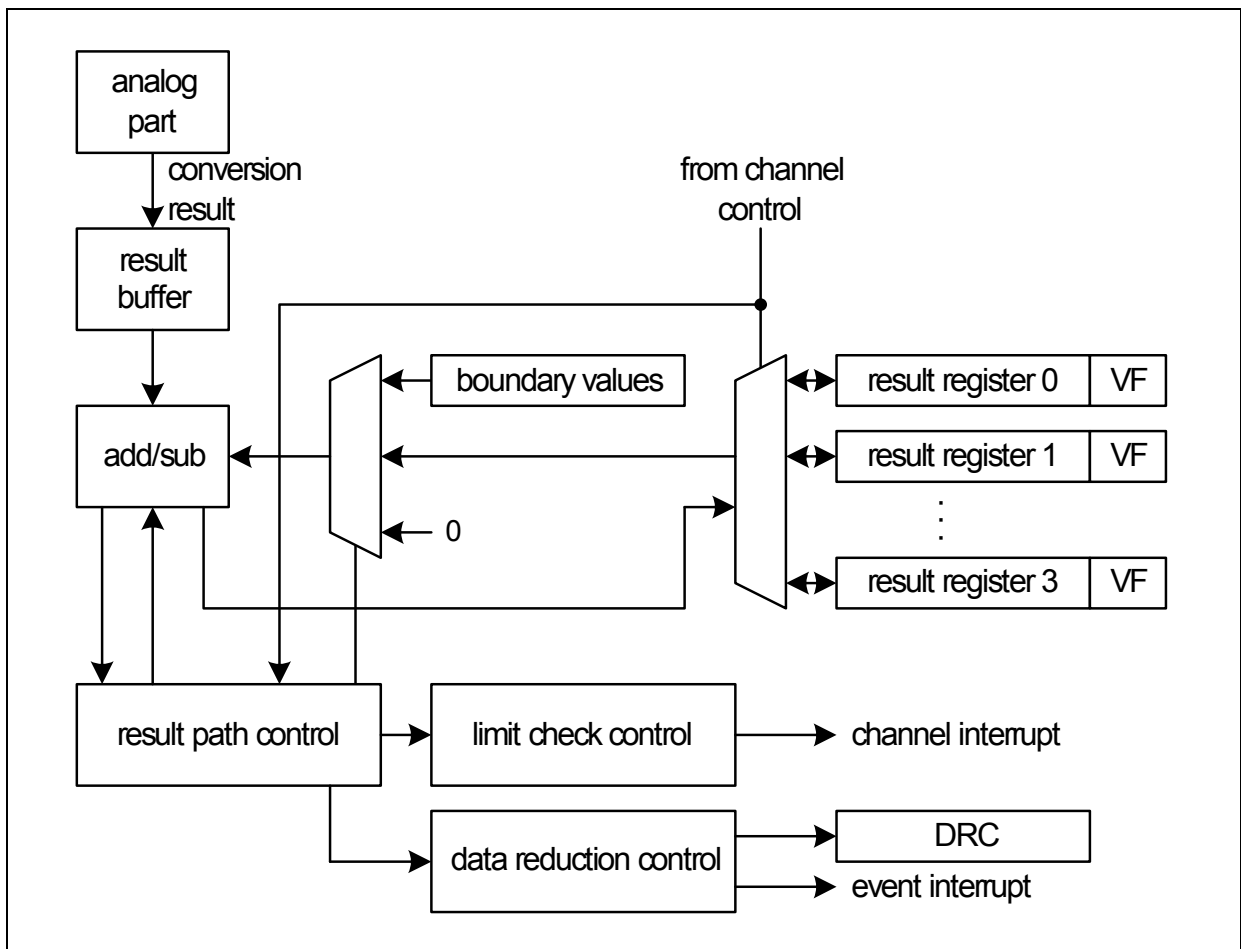 analog
part
conversion
result
from channel
control
result
buffer
boundary values
result register 0
VF
add/sub
result register 1
VF
0
result register 3
VF
result path control
limit check control
channel interrupt
data reduction control
DRC
event interrupt